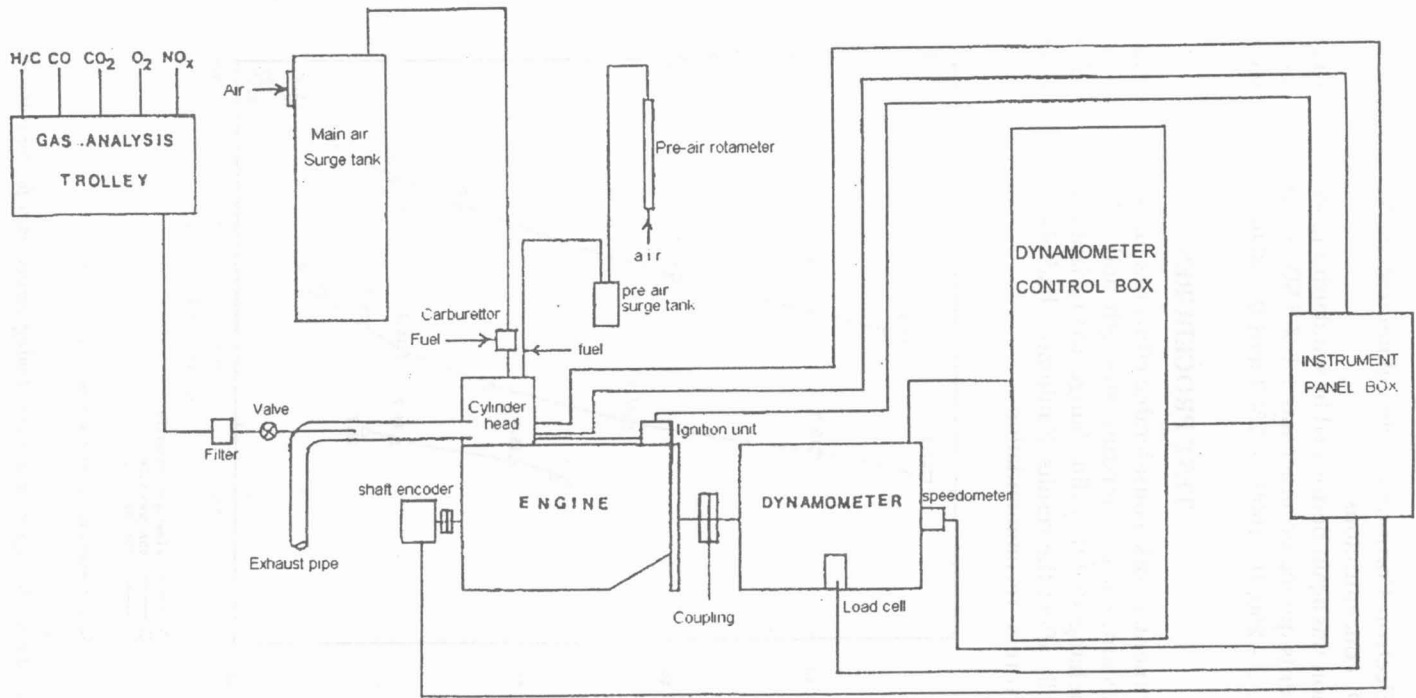 H/C CO CO2 O2 NOx
GAS ANALYSIS
TROLLEY
Air
Main air
Surge tank
Pre-air rotameter
air
pre air
surge tank
Carburettor
Fuel
fuel
Cylinder
head
Valve
Filter
Ignition unit
shaft encoder
ENGINE
Exhaust pipe
Coupling
DYNAMOMETER
speedometer
Load cell
DYNAMOMETER
CONTROL BOX
INSTRUMENT
PANEL BOX